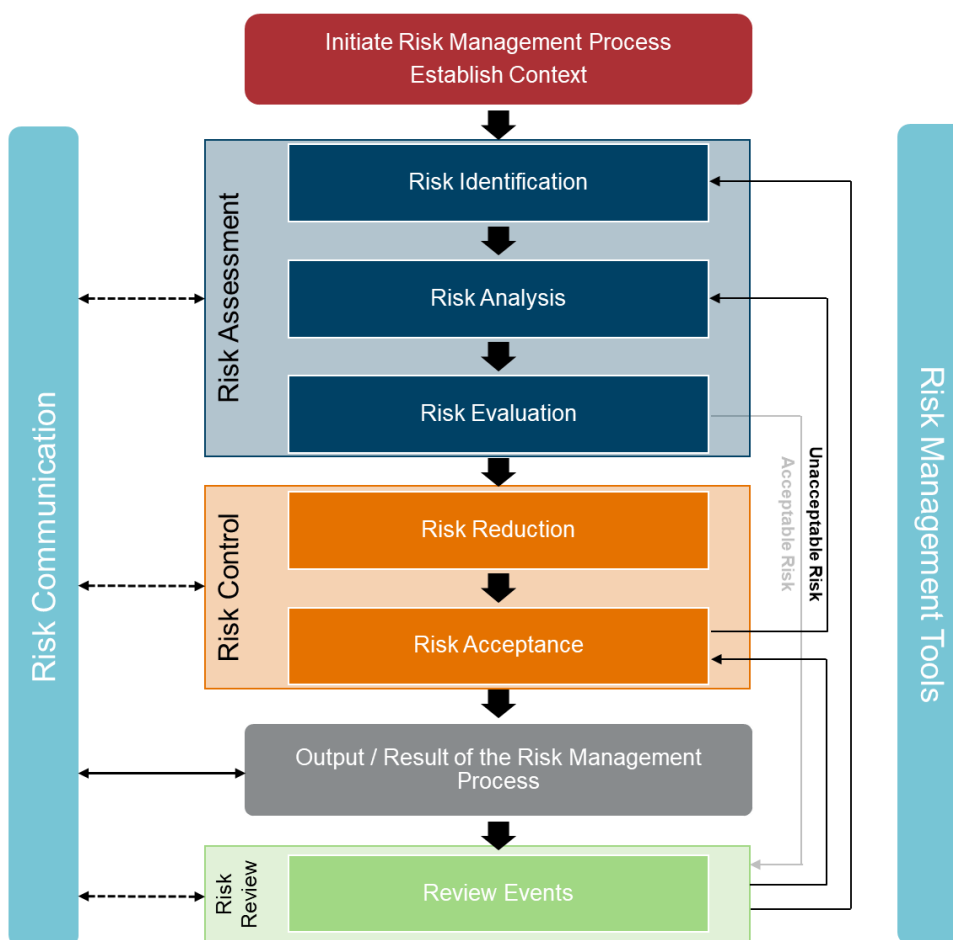 Initiate Risk Management Process
Establish Context
Risk Communication
Risk Assessment
Risk Identification
Risk Analysis
Risk Evaluation
Acceptable Risk
Unacceptable Risk
Risk Management Tools
Risk Control
Risk Reduction
Risk Acceptance
Output / Result of the Risk Management
Process
Risk
Review
Review Events